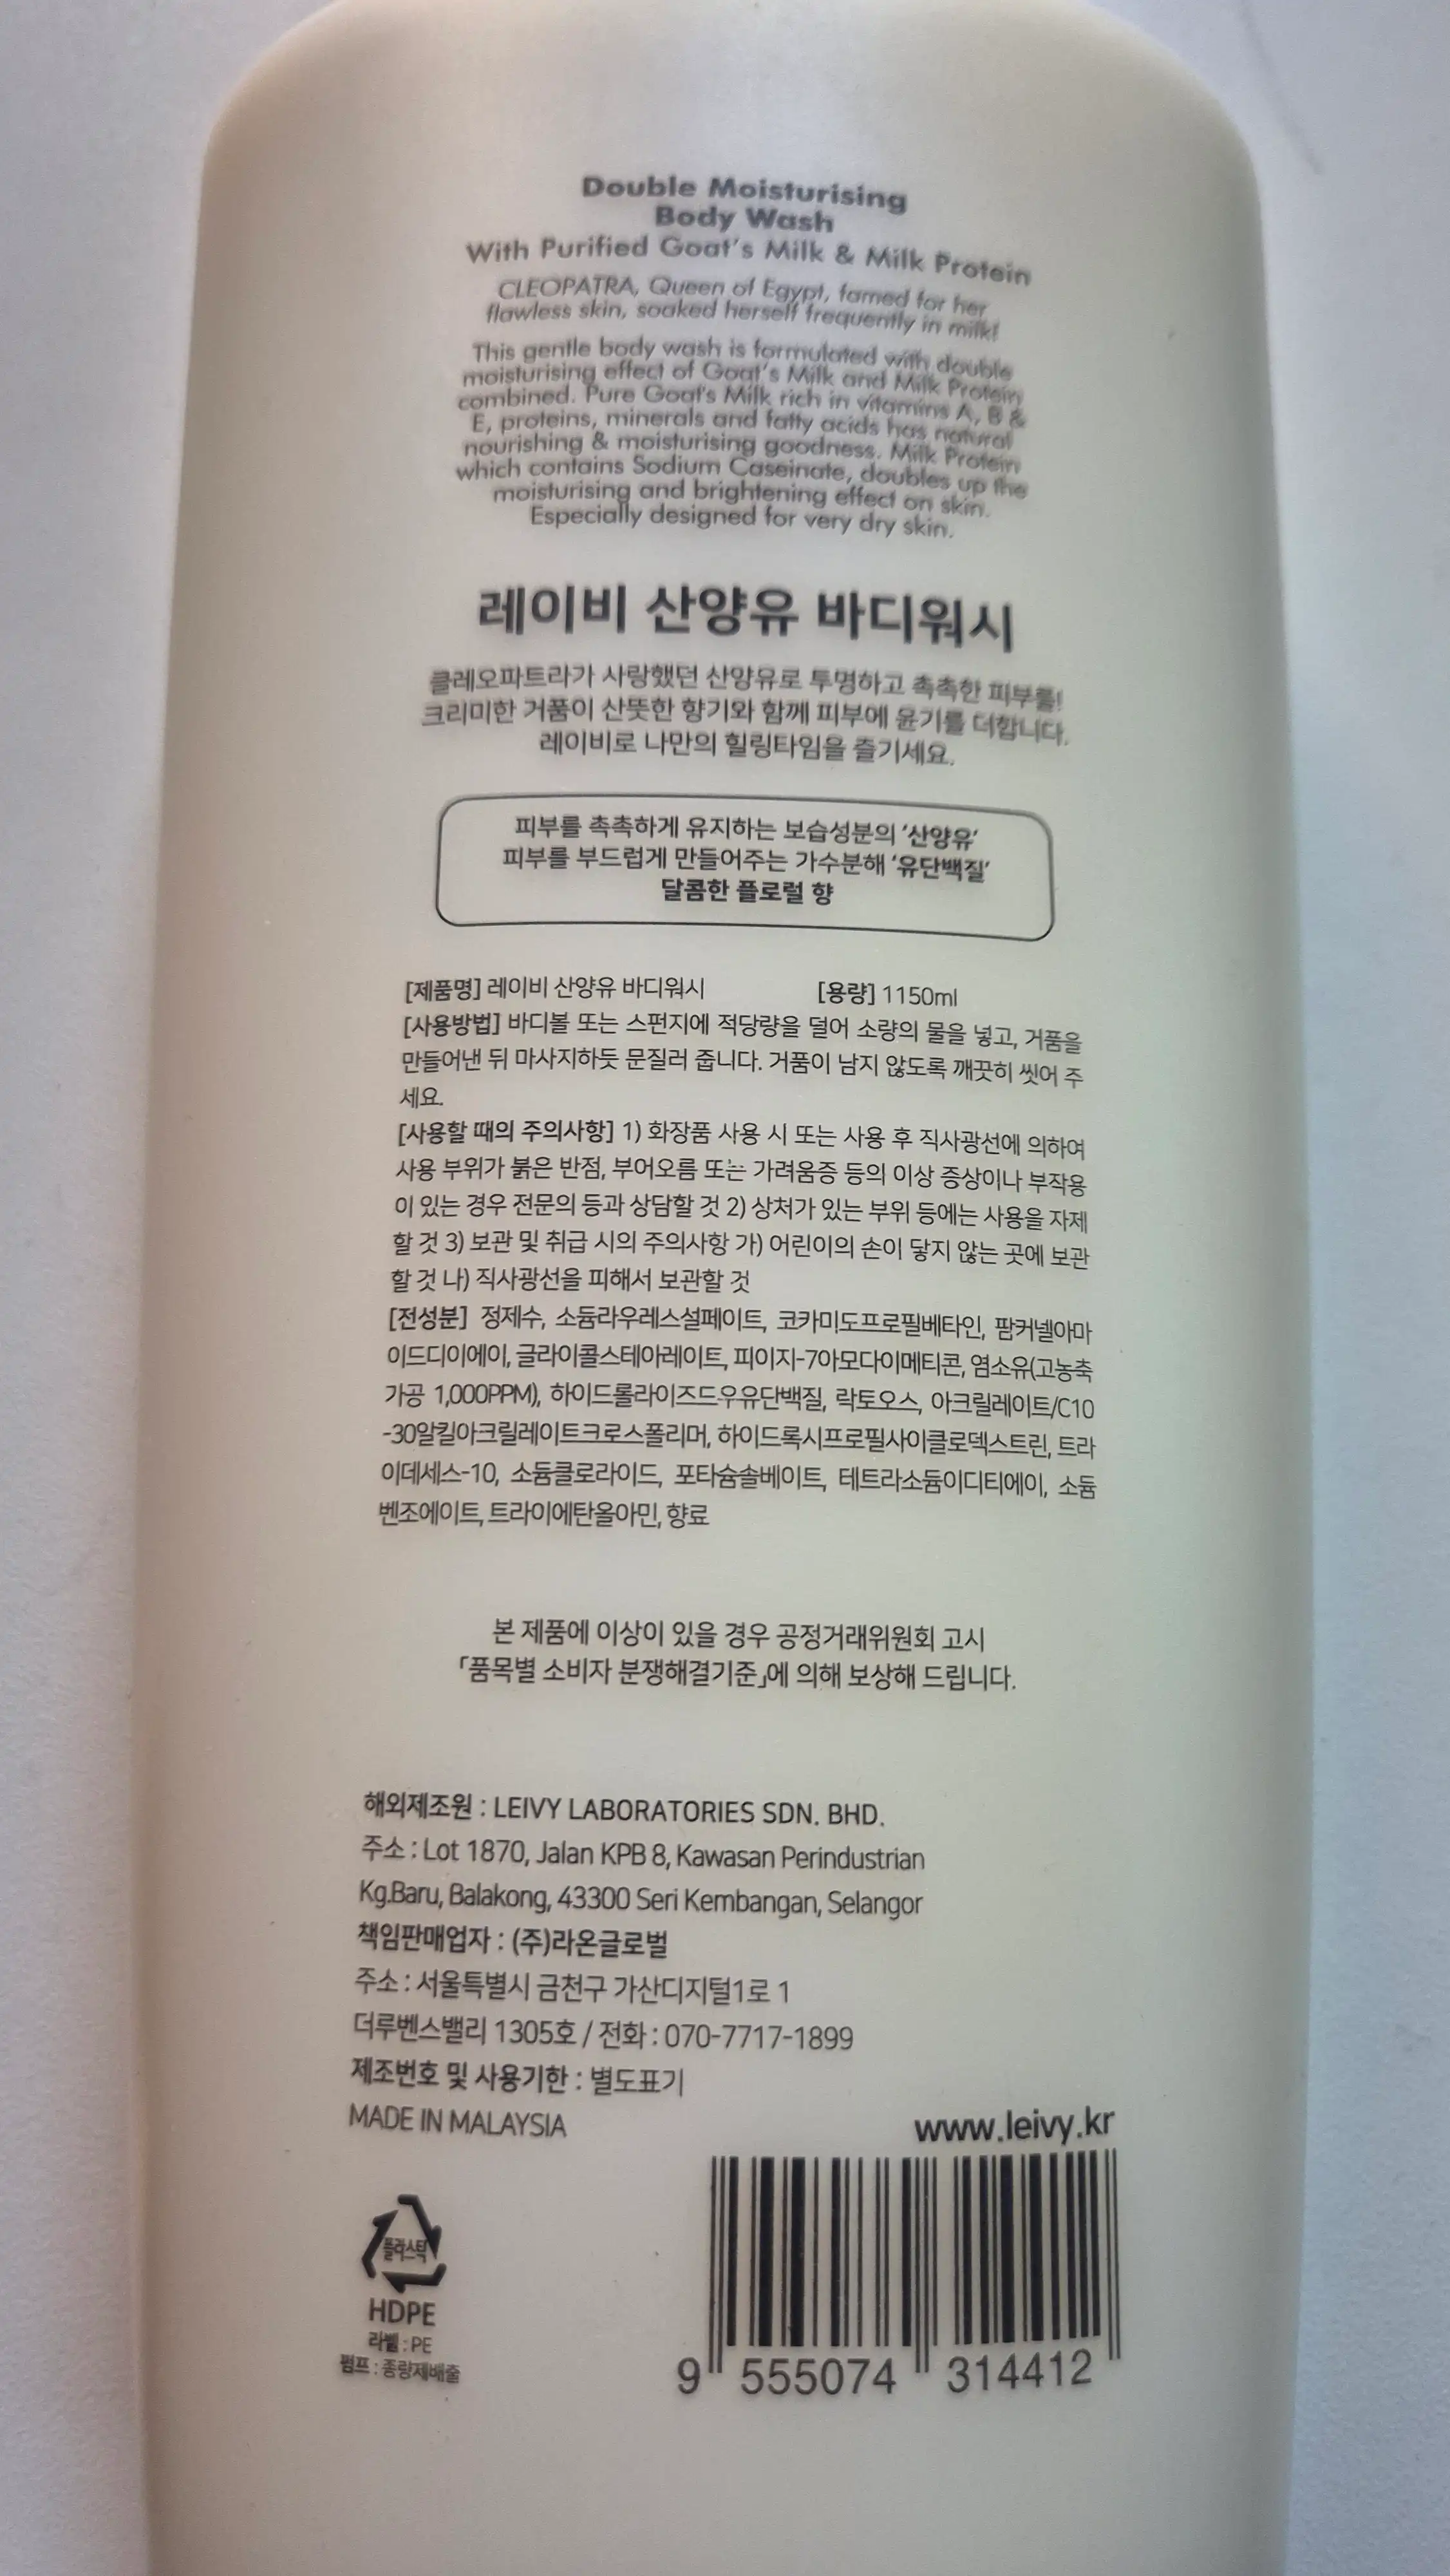 Double Moisturising
Body Wash
With Purified Goat's Milk & Milk Protein
CLEOPATRA, Queen of Egypt, famed for her
flawless skin, soaked herself frequently in milk!
This gentle body wash is formulated with double
moisturising effect of Goat's Milk and Milk Protein
combined. Pure Goat's Milk rich in vitamins A, B &
E, proteins, minerals and fatty acids has natural
nourishing & moisturising goodness. Milk Protein
which contains Sodium Caseinate, doubles up the
moisturising and brightening effect on skin.
Especially designed for very dry skin.
레이비 산양유 바디워시
클레오파트라가 사랑했던 산양유로 투명하고 촉촉한 피부를!
크리미한 거품이 산뜻한 향기와 함께 피부에 윤기를 더합니다.
레이비로 나만의 힐링타임을 즐기세요.
피부를 촉촉하게 유지하는 보습성분의 '산양유'
피부를 부드럽게 만들어주는 가수분해 '유단백질'
달콤한 플로럴 향
[제품명] 레이비 산양유 바디워시 [용량] 1150ml
[사용방법] 바디볼 또는 스펀지에 적당량을 덜어 소량의 물을 넣고, 거품을
만들어낸 뒤 마사지하듯 문질러 줍니다. 거품이 남지 않도록 깨끗히 씻어 주
세요.
[사용할 때의 주의사항] 1) 화장품 사용 시 또는 사용 후 직사광선에 의하여
사용 부위가 붉은 반점, 부어오름 또는 가려움증 등의 이상 증상이나 부작용
이 있는 경우 전문의 등과 상담할 것 2) 상처가 있는 부위 등에는 사용을 자제
할 것 3) 보관 및 취급 시의 주의사항 가) 어린이의 손이 닿지 않는 곳에 보관
할 것 나) 직사광선을 피해서 보관할 것
[전성분] 정제수, 소듐라우레스설페이트, 코카미도프로필베타인, 팜커넬아마
이드디이에이, 글라이콜스테아레이트, 피이지-7아모다이메티콘, 염소유(고농축
가공 1,000PPM), 하이드롤라이즈드우유단백질, 락토오스, 아크릴레이트/C10
-30알킬아크릴레이트크로스폴리머, 하이드록시프로필사이클로덱스트린, 트라
이데세스-10, 소듐클로라이드, 포타슘솔베이트, 테트라소듐이디티에이, 소듐
벤조에이트, 트라이에탄올아민, 향료
본 제품에 이상이 있을 경우 공정거래위원회 고시
「품목별 소비자 분쟁해결기준」에 의해 보상해 드립니다.
해외제조원 : LEIVY LABORATORIES SDN. BHD.
주소 : Lot 1870, Jalan KPB 8, Kawasan Perindustrian
Kg.Baru, Balakong, 43300 Seri Kembangan, Selangor
책임판매업자 : (주)라온글로벌
주소 : 서울특별시 금천구 가산디지털1로 1
더루벤스밸리 1305호 / 전화 : 070-7717-1899
제조번호 및 사용기한 : 별도표기
MADE IN MALAYSIA
www.leivy.kr
플라스틱
HDPE
라벨 : PE
펌프 : 종량제배출
9 555074 314412